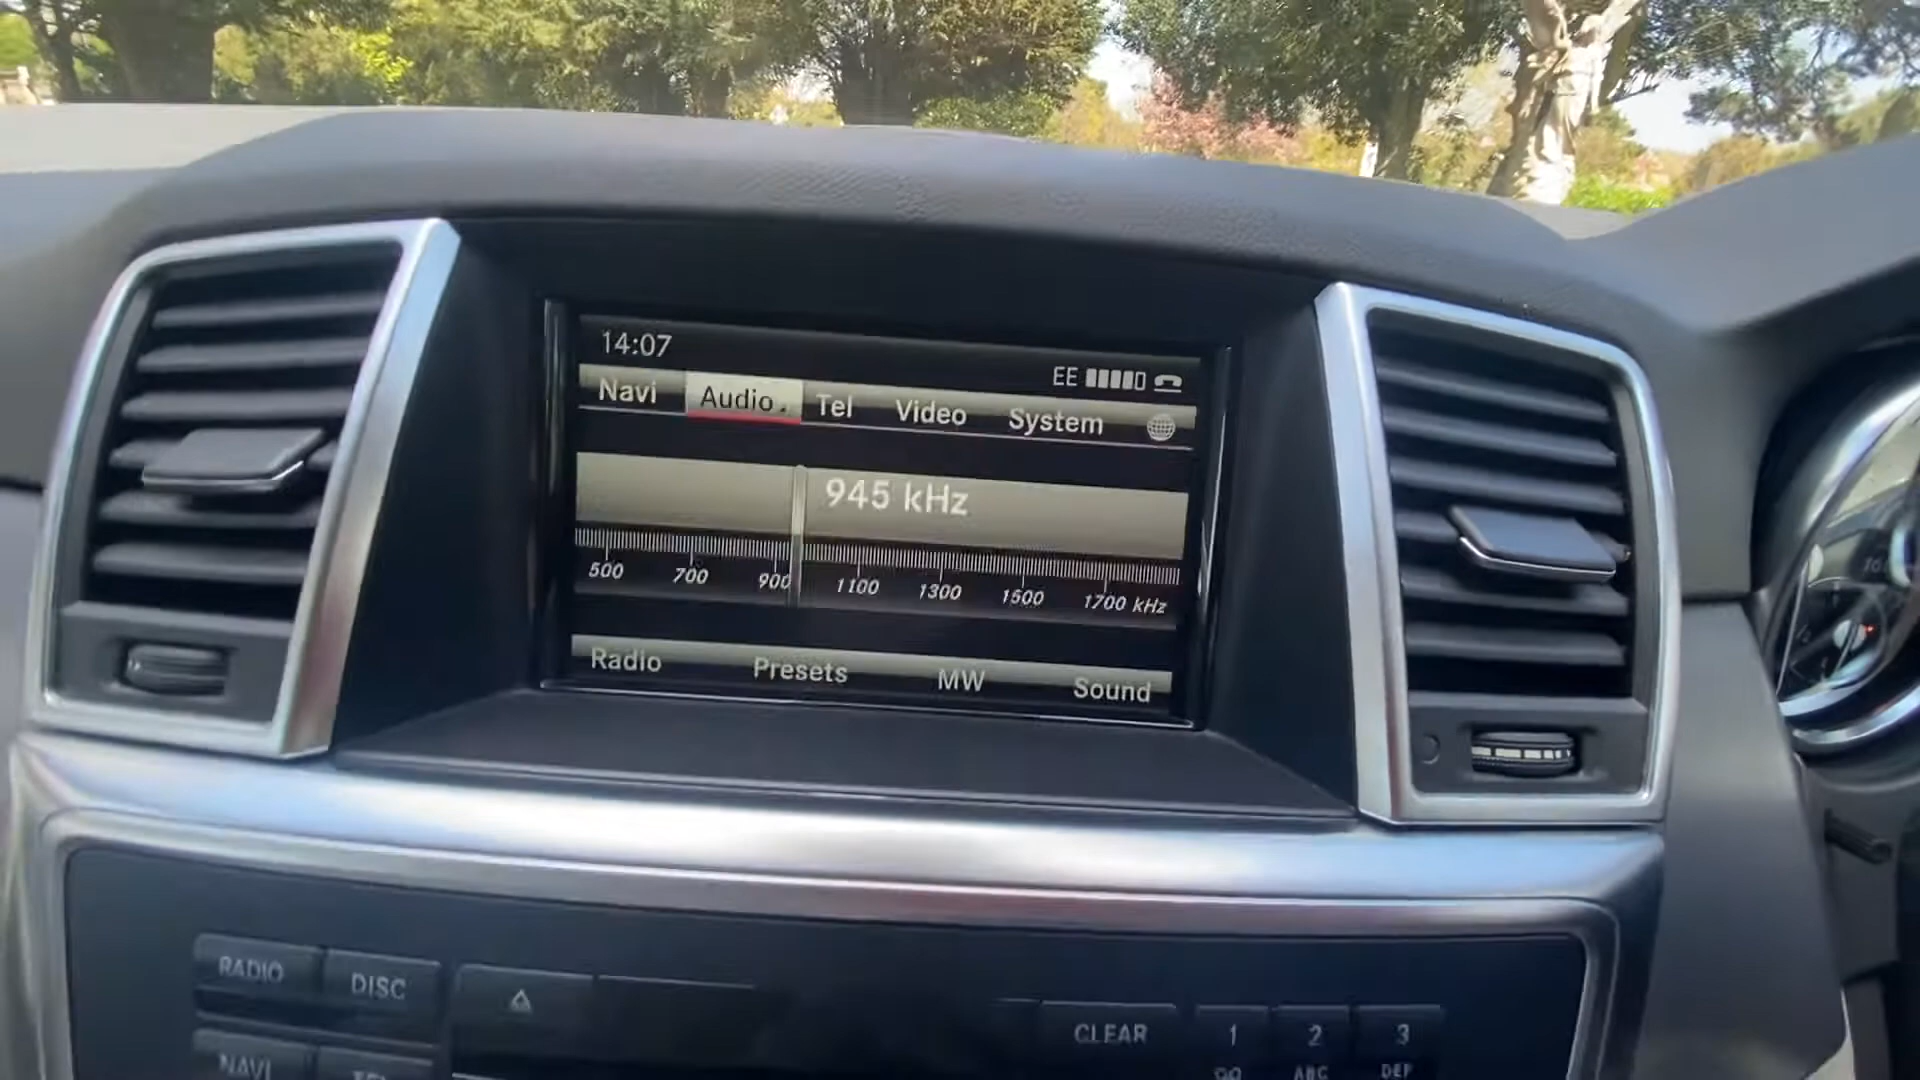 14:07
EE
Navi Audio Tel Video System
945 kHz
500 700 900 1100 1300 1500 1700 kHz
Radio Presets MW Sound
RADIO DISC
CLEAR 1 2 3
NAVI ABC DEF